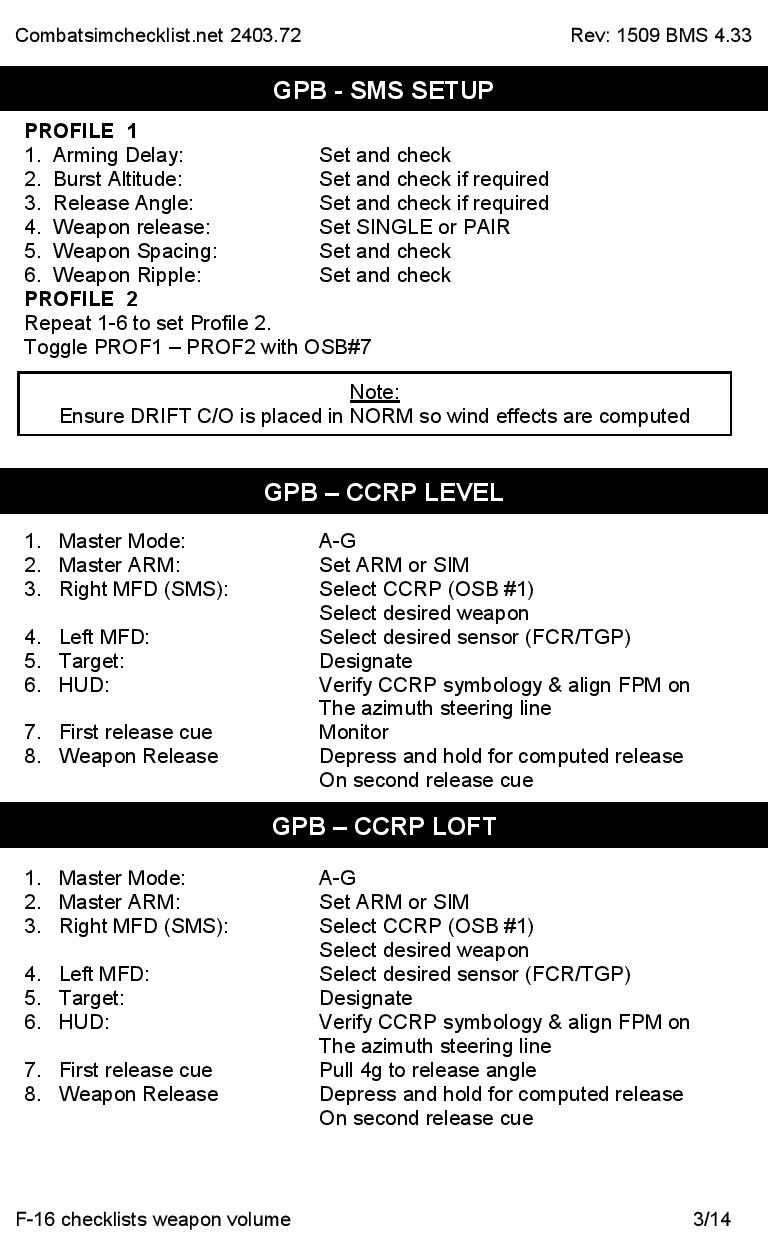 Combatsimchecklist.net 2403.72 Rev: 1509 BMS 4.33
GPB - SMS SETUP
PROFILE 1
1. Arming Delay: Set and check
2. Burst Altitude: Set and check if required
3. Release Angle: Set and check if required
4. Weapon release: Set SINGLE or PAIR
5. Weapon Spacing: Set and check
6. Weapon Ripple: Set and check
PROFILE 2
Repeat 1-6 to set Profile 2.
Toggle PROF1 – PROF2 with OSB#7
Note:
Ensure DRIFT C/O is placed in NORM so wind effects are computed
GPB – CCRP LEVEL
1. Master Mode: A-G
2. Master ARM: Set ARM or SIM
3. Right MFD (SMS): Select CCRP (OSB #1)
Select desired weapon
4. Left MFD: Select desired sensor (FCR/TGP)
5. Target: Designate
6. HUD: Verify CCRP symbology & align FPM on
The azimuth steering line
7. First release cue Monitor
8. Weapon Release Depress and hold for computed release
On second release cue
GPB – CCRP LOFT
1. Master Mode: A-G
2. Master ARM: Set ARM or SIM
3. Right MFD (SMS): Select CCRP (OSB #1)
Select desired weapon
4. Left MFD: Select desired sensor (FCR/TGP)
5. Target: Designate
6. HUD: Verify CCRP symbology & align FPM on
The azimuth steering line
7. First release cue Pull 4g to release angle
8. Weapon Release Depress and hold for computed release
On second release cue
F-16 checklists weapon volume 3/14